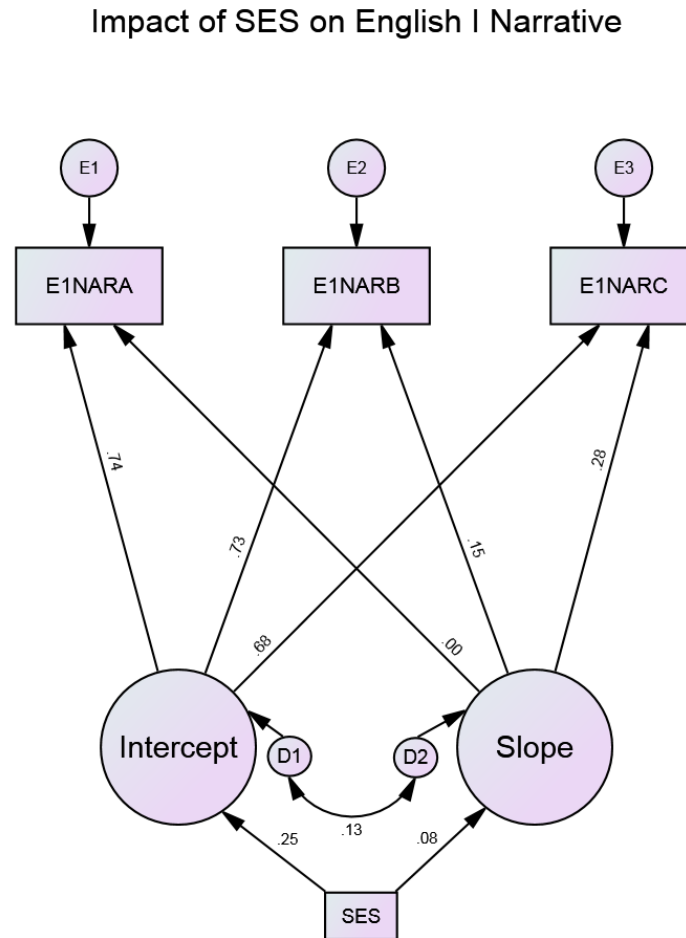 Impact of SES on English I Narrative
E1
E2
E3
E1NARA
E1NARB
E1NARC
.74
.73
.68
.00
.15
.28
Intercept
D1
D2
Slope
.13
.25
.08
SES